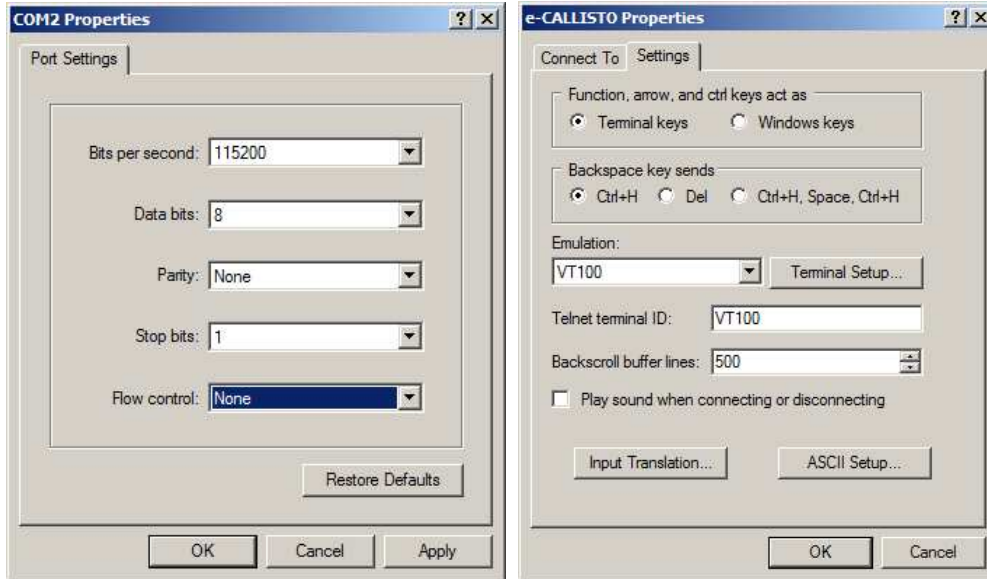 COM2 Properties
Port Settings
Bits per second: 115200
Data bits: 8
Parity: None
Stop bits: 1
Flow control: None
Restore Defaults
OK Cancel Apply
e-CALLISTO Properties
Connect To Settings
Function, arrow, and ctrl keys act as
Terminal keys Windows keys
Backspace key sends
Ctrl+H Del Ctrl+H, Space, Ctrl+H
Emulation:
VT100 Terminal Setup...
Telnet terminal ID: VT100
Backscroll buffer lines: 500
Play sound when connecting or disconnecting
Input Translation... ASCII Setup...
OK Cancel